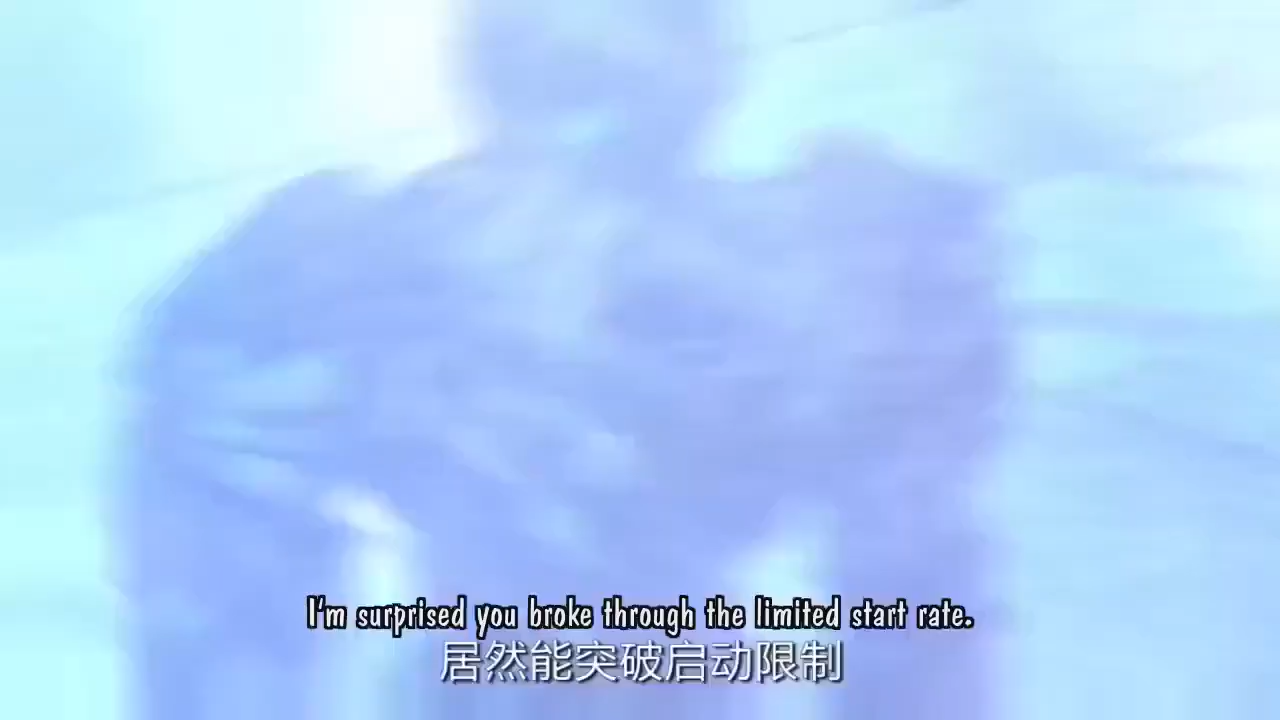 I'm surprised you broke through the limited start rate.
居然能突破启动限制